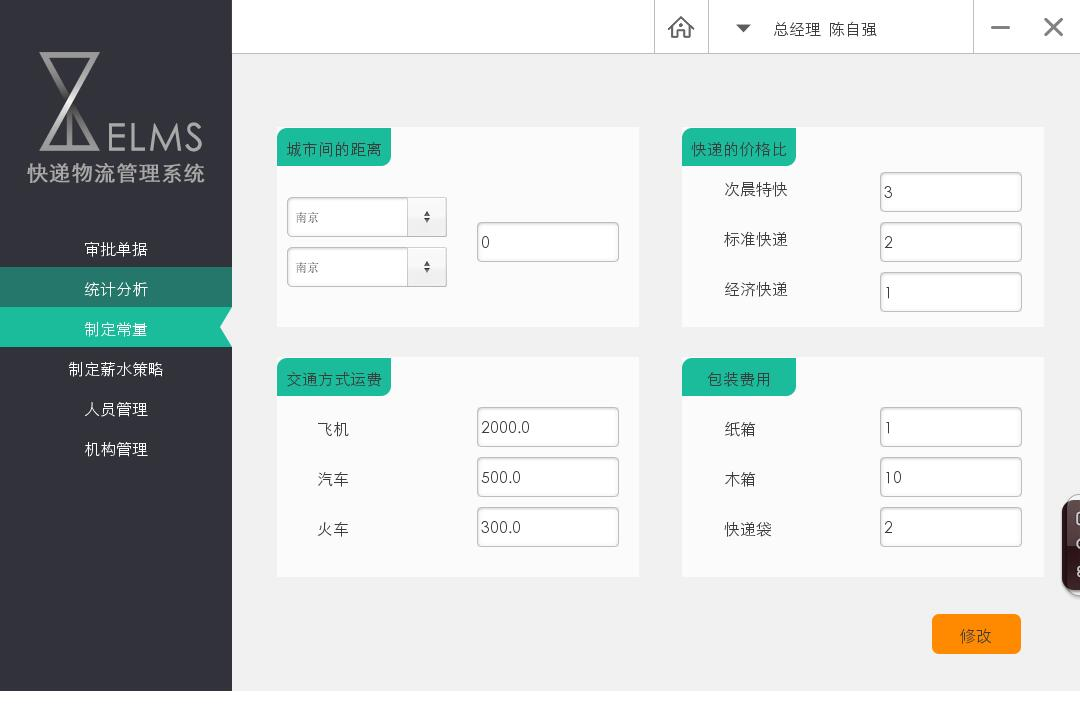 总经理 陈自强
ELMS
快递物流管理系统
审批单据
统计分析
制定常量
制定薪水策略
人员管理
机构管理
城市间的距离
南京
南京
0
快递的价格比
次晨特快 3
标准快递 2
经济快递 1
交通方式运费
飞机 2000.0
汽车 500.0
火车 300.0
包装费用
纸箱 1
木箱 10
快递袋 2
修改